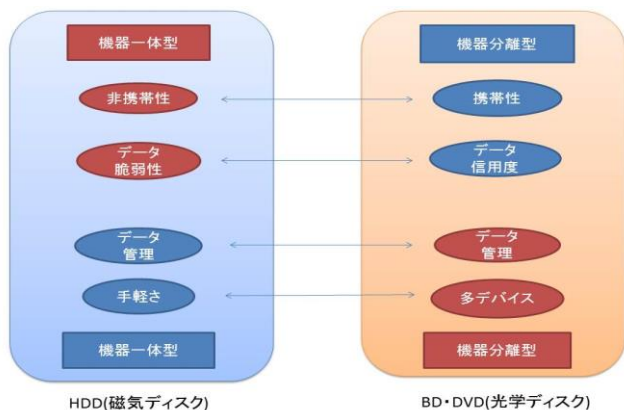 機器一体型
非携帯性
データ
脆弱性
データ
管理
手軽さ
機器一体型
HDD(磁気ディスク)
機器分離型
携帯性
データ
信用度
データ
管理
多デバイス
機器分離型
BD・DVD(光学ディスク)